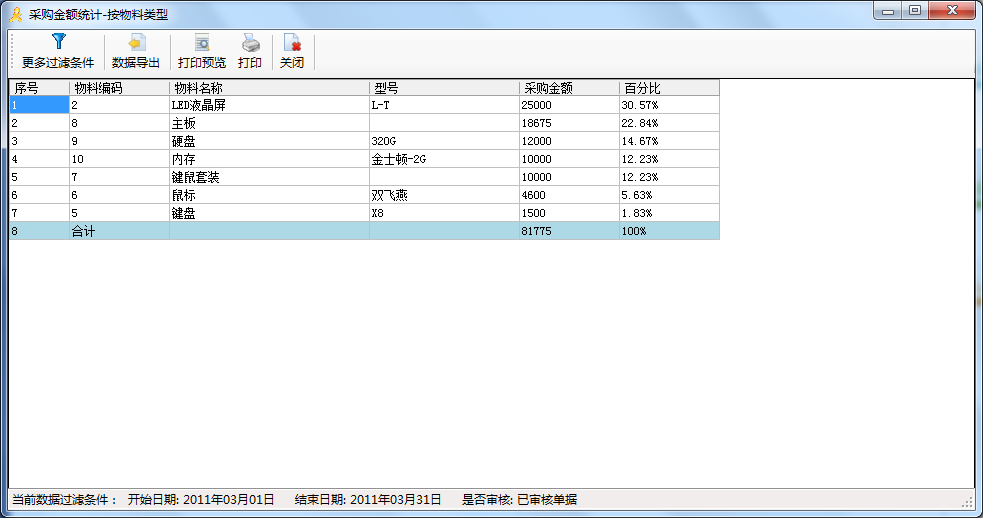 采购金额统计-按物料类型
更多过滤条件 数据导出 打印预览 打印 关闭
序号 物料编码 物料名称 型号 采购金额 百分比
1 2 LED液晶屏 L-T 25000 30.57%
2 8 主板 18675 22.84%
3 9 硬盘 320G 12000 14.67%
4 10 内存 金士顿-2G 10000 12.23%
5 7 键鼠套装 10000 12.23%
6 6 鼠标 双飞燕 4600 5.63%
7 5 键盘 X8 1500 1.83%
8 合计 81775 100%
当前数据过滤条件： 开始日期: 2011年03月01日 结束日期: 2011年03月31日 是否审核: 已审核单据